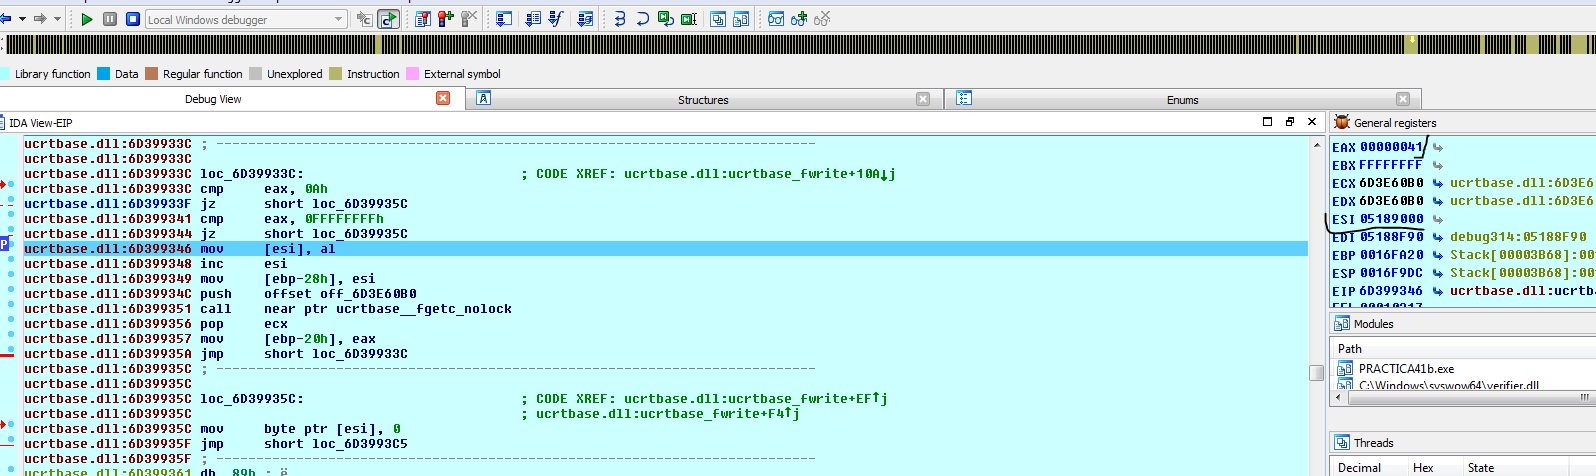 Local Windows debugger
Library function Data Regular function Unexplored Instruction External symbol
Debug View Structures Enums
IDA View-EIP
ucrtbase.dll:6D39933C ; ---------------------------------------------------------------------------
ucrtbase.dll:6D39933C
ucrtbase.dll:6D39933C loc_6D39933C: ; CODE XREF: ucrtbase.dll:ucrtbase_fwrite+10A↓j
ucrtbase.dll:6D39933C cmp eax, 0Ah
ucrtbase.dll:6D39933F jz short loc_6D39935C
ucrtbase.dll:6D399341 cmp eax, 0FFFFFFFFh
ucrtbase.dll:6D399344 jz short loc_6D39935C
ucrtbase.dll:6D399346 mov [esi], al
ucrtbase.dll:6D399348 inc esi
ucrtbase.dll:6D399349 mov [ebp-28h], esi
ucrtbase.dll:6D39934C push offset off_6D3E60B0
ucrtbase.dll:6D399351 call near ptr ucrtbase__fgetc_nolock
ucrtbase.dll:6D399356 pop ecx
ucrtbase.dll:6D399357 mov [ebp-20h], eax
ucrtbase.dll:6D39935A jmp short loc_6D39933C
ucrtbase.dll:6D39935C ; ---------------------------------------------------------------------------
ucrtbase.dll:6D39935C
ucrtbase.dll:6D39935C loc_6D39935C: ; CODE XREF: ucrtbase.dll:ucrtbase_fwrite+EF↑j
ucrtbase.dll:6D39935C ; ucrtbase.dll:ucrtbase_fwrite+F4↑j
ucrtbase.dll:6D39935C mov byte ptr [esi], 0
ucrtbase.dll:6D39935F jmp short loc_6D3993C5
ucrtbase.dll:6D39935F ; ---------------------------------------------------------------------------
ucrtbase.dll:6D399361 db 89h ; ë
General registers
EAX 00000041
EBX FFFFFFFF
ECX 6D3E60B0 ucrtbase.dll:6D3E6
EDX 6D3E60B0 ucrtbase.dll:6D3E6
ESI 05189000
EDI 05188F90 debug314:05188F90
EBP 0016FA20 Stack[00003B68]:00
ESP 0016F9DC Stack[00003B68]:00
EIP 6D399346 ucrtbase.dll:ucrt
Modules
Path
PRACTICA41b.exe
C:\Windows\syswow64\verifier.dll
Threads
Decimal Hex State